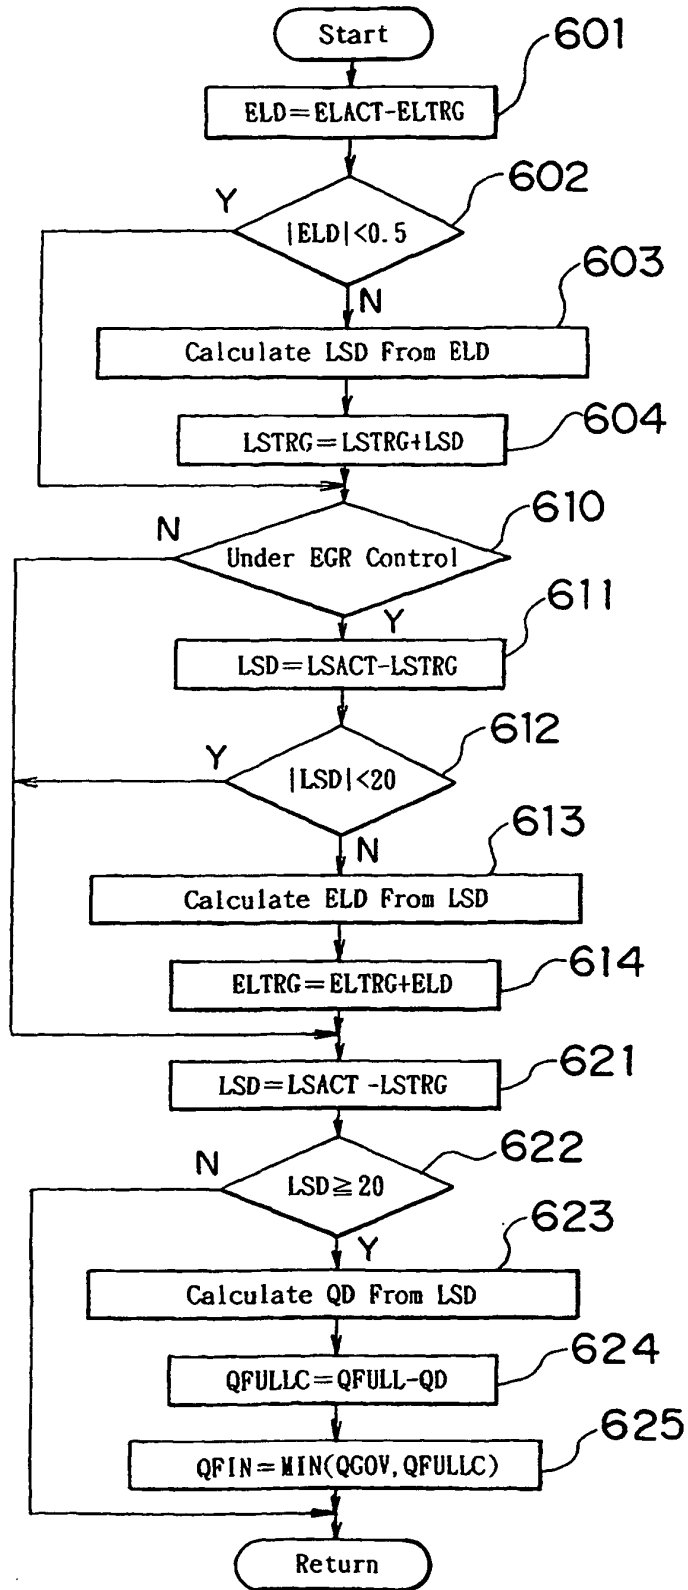 Start
601
ELD=ELACT-ELTRG
602
Y
|ELD|<0.5
N
603
Calculate LSD From ELD
604
LSTRG=LSTRG+LSD
610
N
Under EGR Control
Y
611
LSD=LSACT-LSTRG
612
Y
|LSD|<20
N
613
Calculate ELD From LSD
614
ELTRG=ELTRG+ELD
621
LSD=LSACT-LSTRG
622
N
LSD≧20
Y
623
Calculate QD From LSD
624
QFULLC=QFULL-QD
625
QFIN=MIN(QGOV,QFULLC)
Return